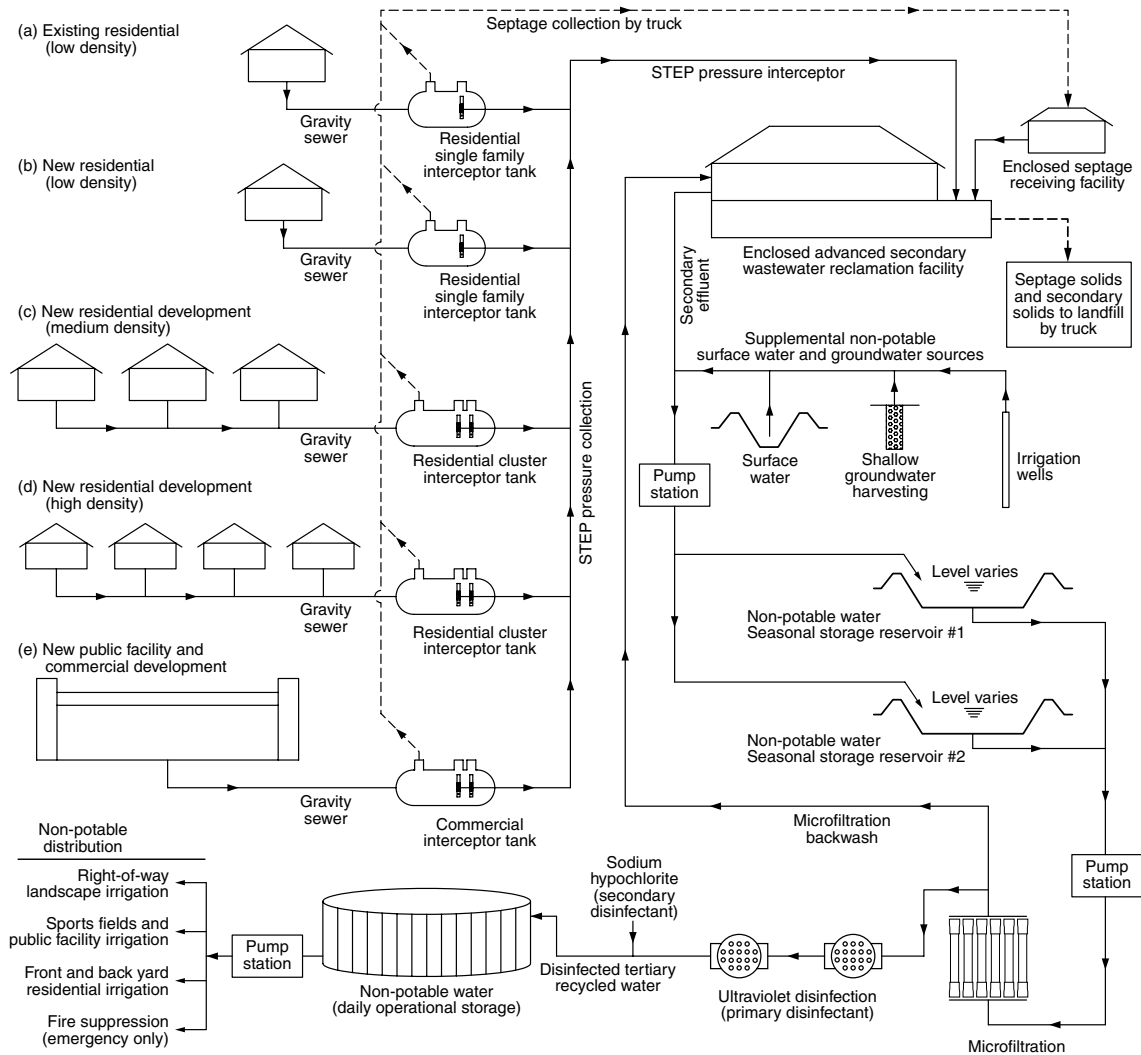 (a) Existing residential
(low density)
Septage collection by truck
STEP pressure interceptor
Gravity
sewer
Residential
single family
interceptor tank
Enclosed septage
receiving facility
(b) New residential
(low density)
Gravity
sewer
Residential
single family
interceptor tank
Enclosed advanced secondary
wastewater reclamation facility
Septage solids
and secondary
solids to landfill
by truck
Secondary
effluent
(c) New residential development
(medium density)
Gravity
sewer
Residential cluster
interceptor tank
STEP pressure collection
Supplemental non-potable
surface water and groundwater sources
Surface
water
Shallow
groundwater
harvesting
Irrigation
wells
Pump
station
(d) New residential development
(high density)
Gravity
sewer
Residential cluster
interceptor tank
Level varies
Non-potable water
Seasonal storage reservoir #1
(e) New public facility and
commercial development
Gravity
sewer
Commercial
interceptor tank
Level varies
Non-potable water
Seasonal storage reservoir #2
Microfiltration
backwash
Pump
station
Non-potable
distribution
Right-of-way
landscape irrigation
Sports fields and
public facility irrigation
Front and back yard
residential irrigation
Fire suppression
(emergency only)
Pump
station
Non-potable water
(daily operational storage)
Sodium
hypochlorite
(secondary
disinfectant)
Disinfected tertiary
recycled water
Ultraviolet disinfection
(primary disinfectant)
Microfiltration